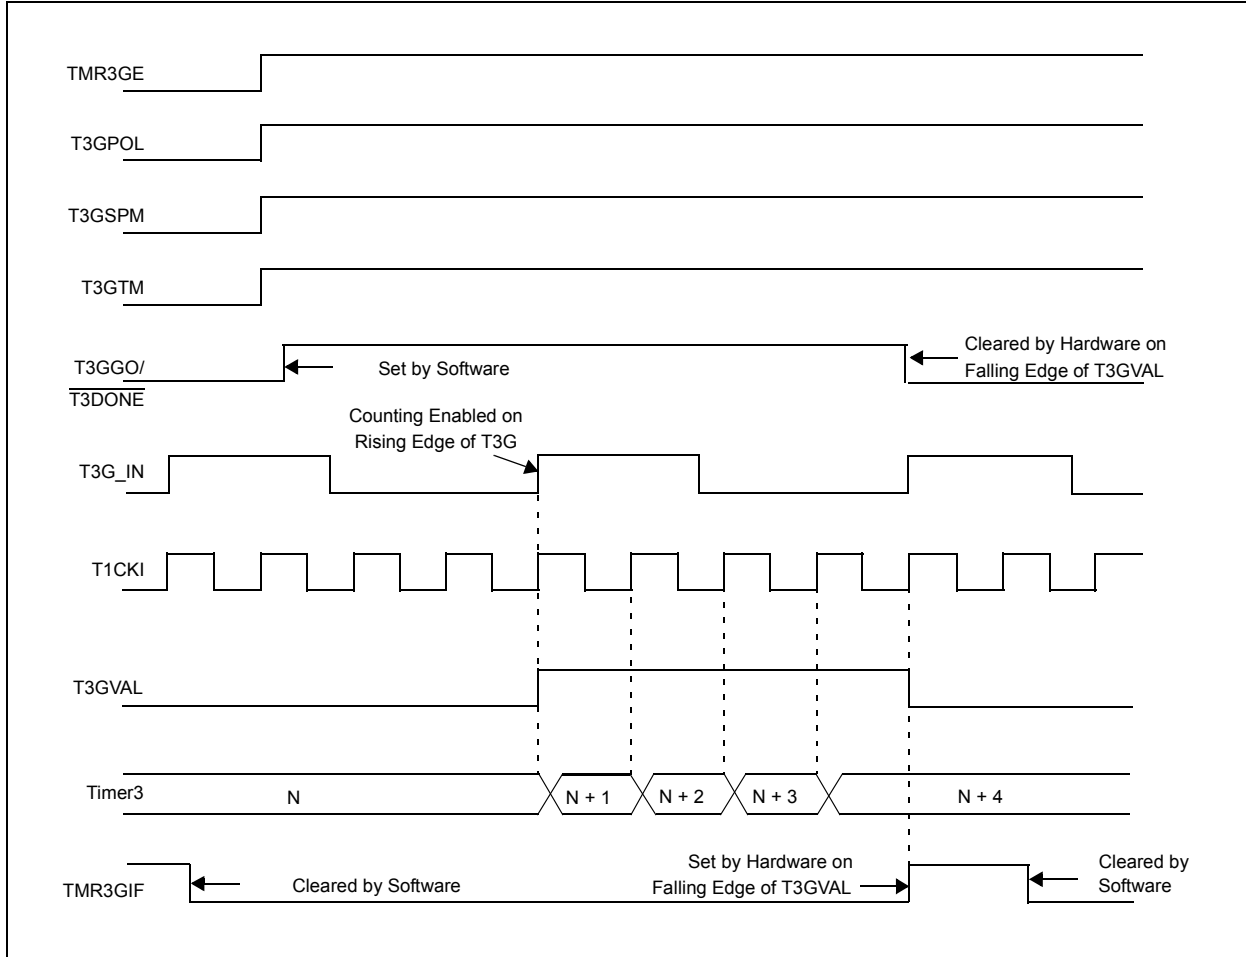 TMR3GE
T3GPOL
T3GSPM
T3GTM
T3GGO/
T3DONE
Set by Software
Cleared by Hardware on
Falling Edge of T3GVAL
Counting Enabled on
Rising Edge of T3G
T3G_IN
T1CKI
T3GVAL
Timer3
N
N + 1
N + 2
N + 3
N + 4
TMR3GIF
Cleared by Software
Set by Hardware on
Falling Edge of T3GVAL
Cleared by
Software